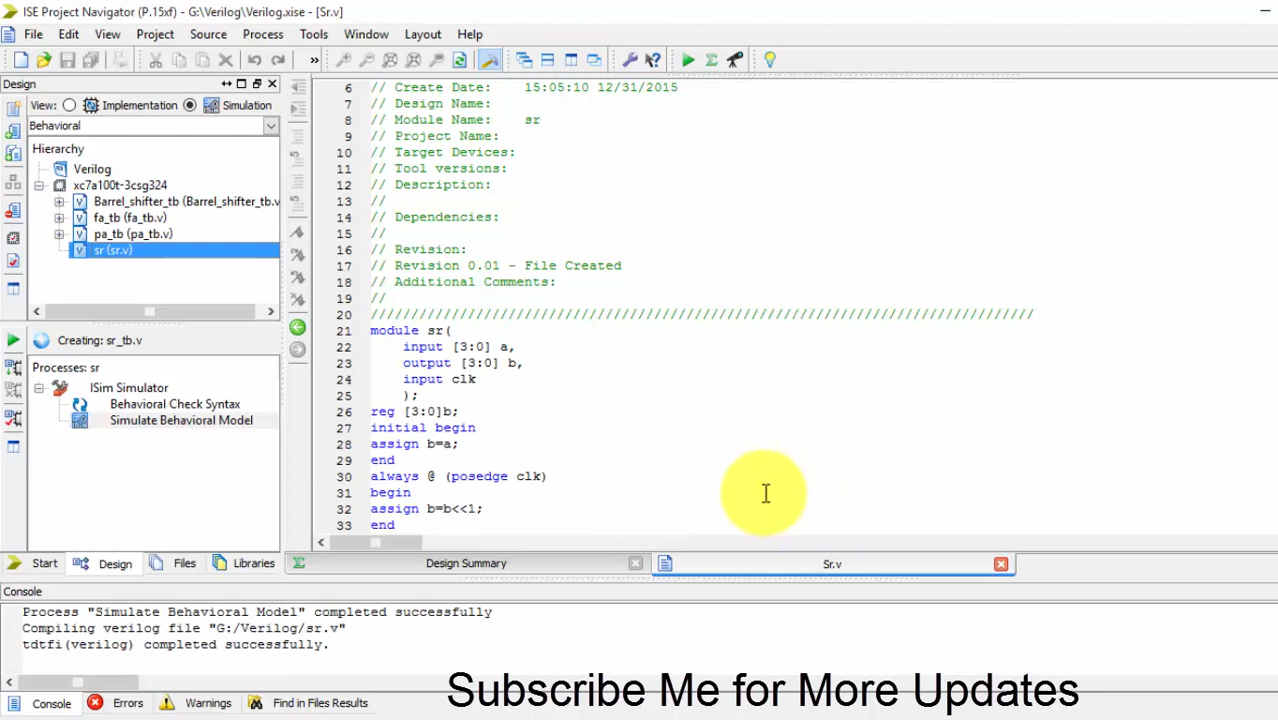 ISE Project Navigator (P.15xf) - G:\Verilog\Verilog.xise - [Sr.v]
File Edit View Project Source Process Tools Window Layout Help
»
Design
View: Implementation Simulation
Behavioral
Hierarchy
Verilog
xc7a100t-3csg324
Barrel_shifter_tb (Barrel_shifter_tb.v
fa_tb (fa_tb.v)
pa_tb (pa_tb.v)
sr (sr.v)
Creating: sr_tb.v
Processes: sr
ISim Simulator
Behavioral Check Syntax
Simulate Behavioral Model
Start Design Files Libraries
6 // Create Date: 15:05:10 12/31/2015
7 // Design Name:
8 // Module Name: sr
9 // Project Name:
10 // Target Devices:
11 // Tool versions:
12 // Description:
13 //
14 // Dependencies:
15 //
16 // Revision:
17 // Revision 0.01 - File Created
18 // Additional Comments:
19 //
20 //////////////////////////////////////////////////////////////////////////////////
21 module sr(
22 input [3:0] a,
23 output [3:0] b,
24 input clk
25 );
26 reg [3:0]b;
27 initial begin
28 assign b=a;
29 end
30 always @ (posedge clk)
31 begin
32 assign b=b<<1;
33 end
Design Summary Sr.v
Console
Process "Simulate Behavioral Model" completed successfully
Compiling verilog file "G:/Verilog/sr.v"
tdtfi(verilog) completed successfully.
Console Errors Warnings Find in Files Results
Subscribe Me for More Updates